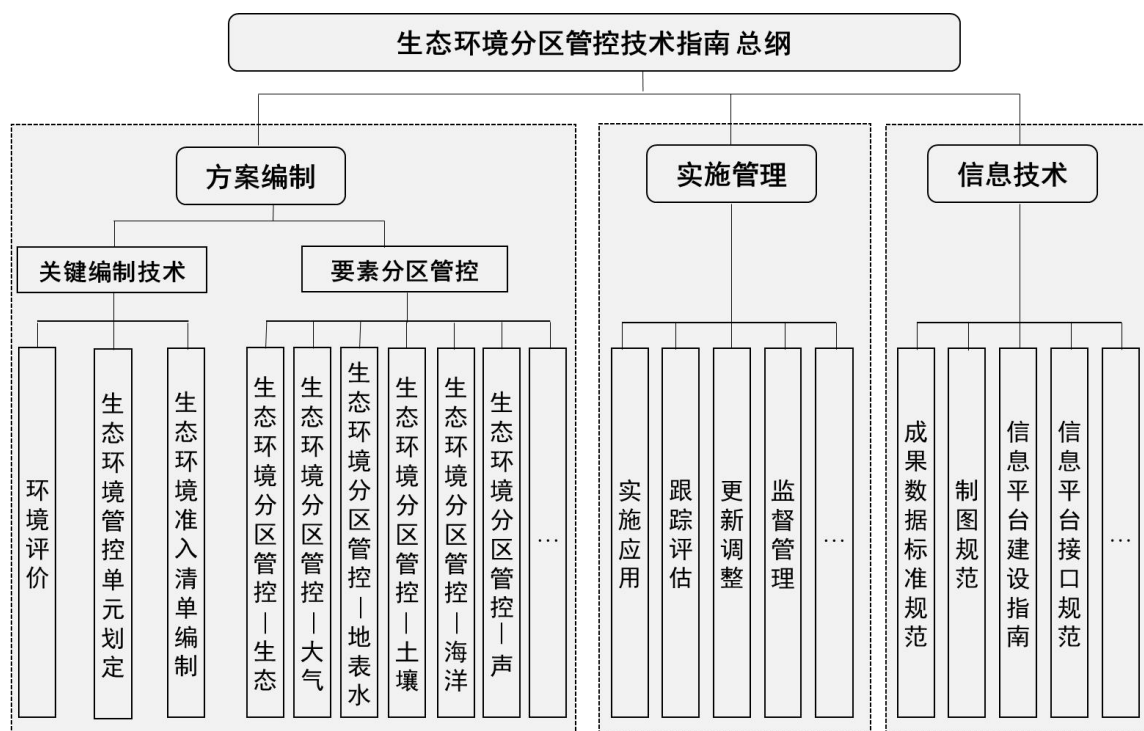 生态环境分区管控技术指南 总纲
方案编制
实施管理
信息技术
关键编制技术
要素分区管控
环境评价
生态环境管控单元划定
生态环境准入清单编制
生态环境分区管控—生态
生态环境分区管控—大气
生态环境分区管控—地表水
生态环境分区管控—土壤
生态环境分区管控—海洋
生态环境分区管控—声
…
实施应用
跟踪评估
更新调整
监督管理
…
成果数据标准规范
制图规范
信息平台建设指南
信息平台接口规范
…